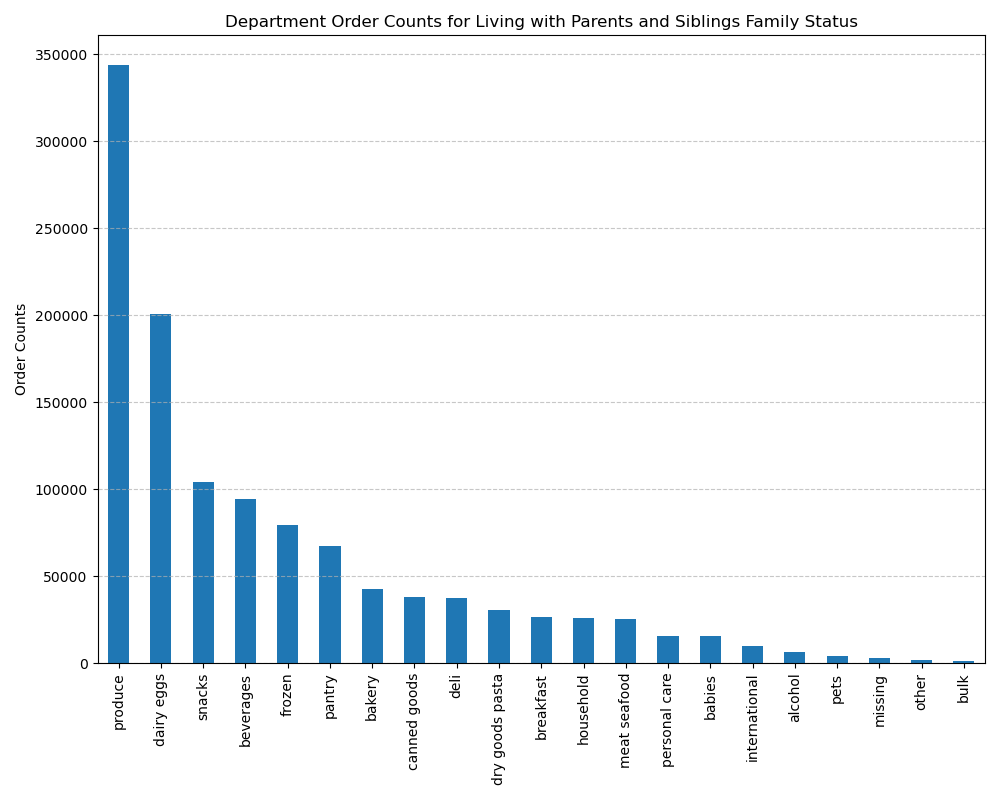 Department Order Counts for Living with Parents and Siblings Family Status
350000
300000
250000
200000
150000
100000
50000
0
Order Counts
produce
dairy eggs
snacks
beverages
frozen
pantry
bakery
canned goods
deli
dry goods pasta
breakfast
household
meat seafood
personal care
babies
international
alcohol
pets
missing
other
bulk